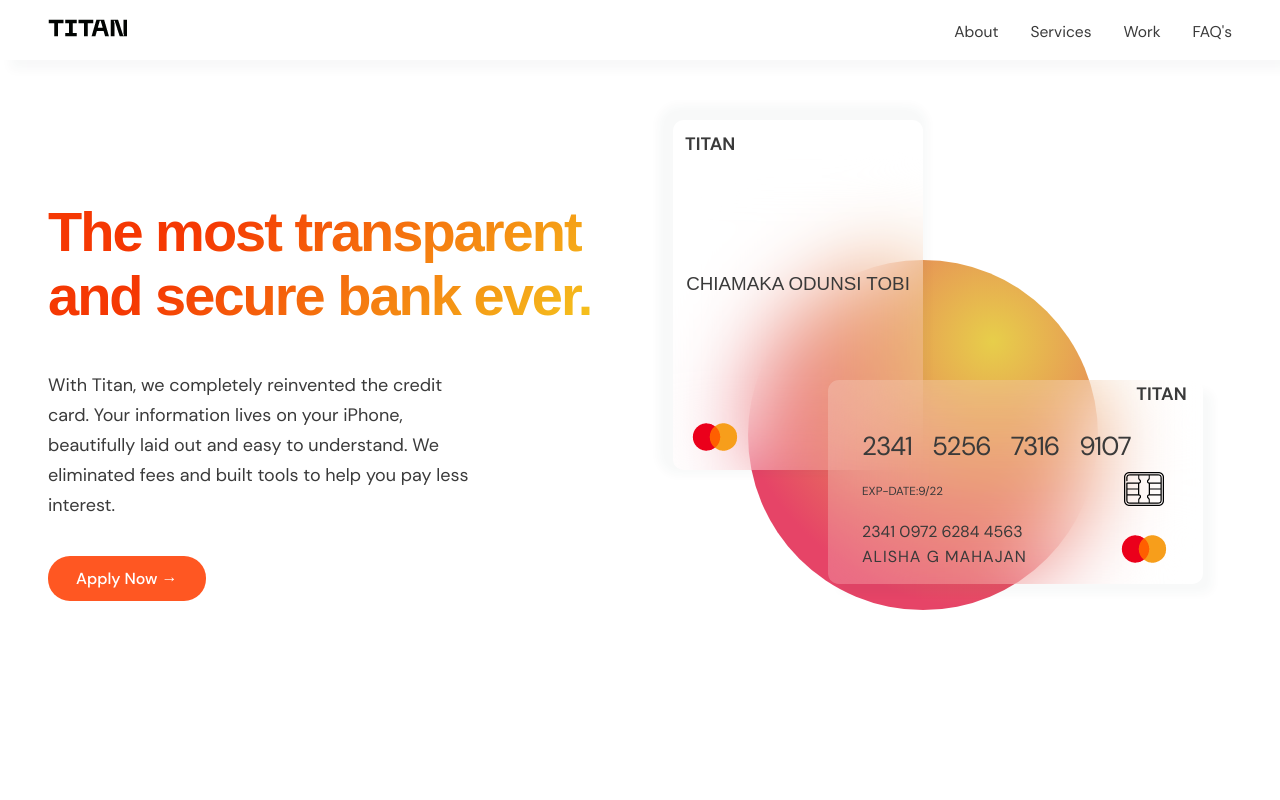 TITAN
About
Services
Work
FAQ's
The most transparent
and secure bank ever.
With Titan, we completely reinvented the credit
card. Your information lives on your iPhone,
beautifully laid out and easy to understand. We
eliminated fees and built tools to help you pay less
interest.
Apply Now →
TITAN
CHIAMAKA ODUNSI TOBI
TITAN
2341 5256 7316 9107
EXP-DATE:9/22
2341 0972 6284 4563
ALISHA G MAHAJAN